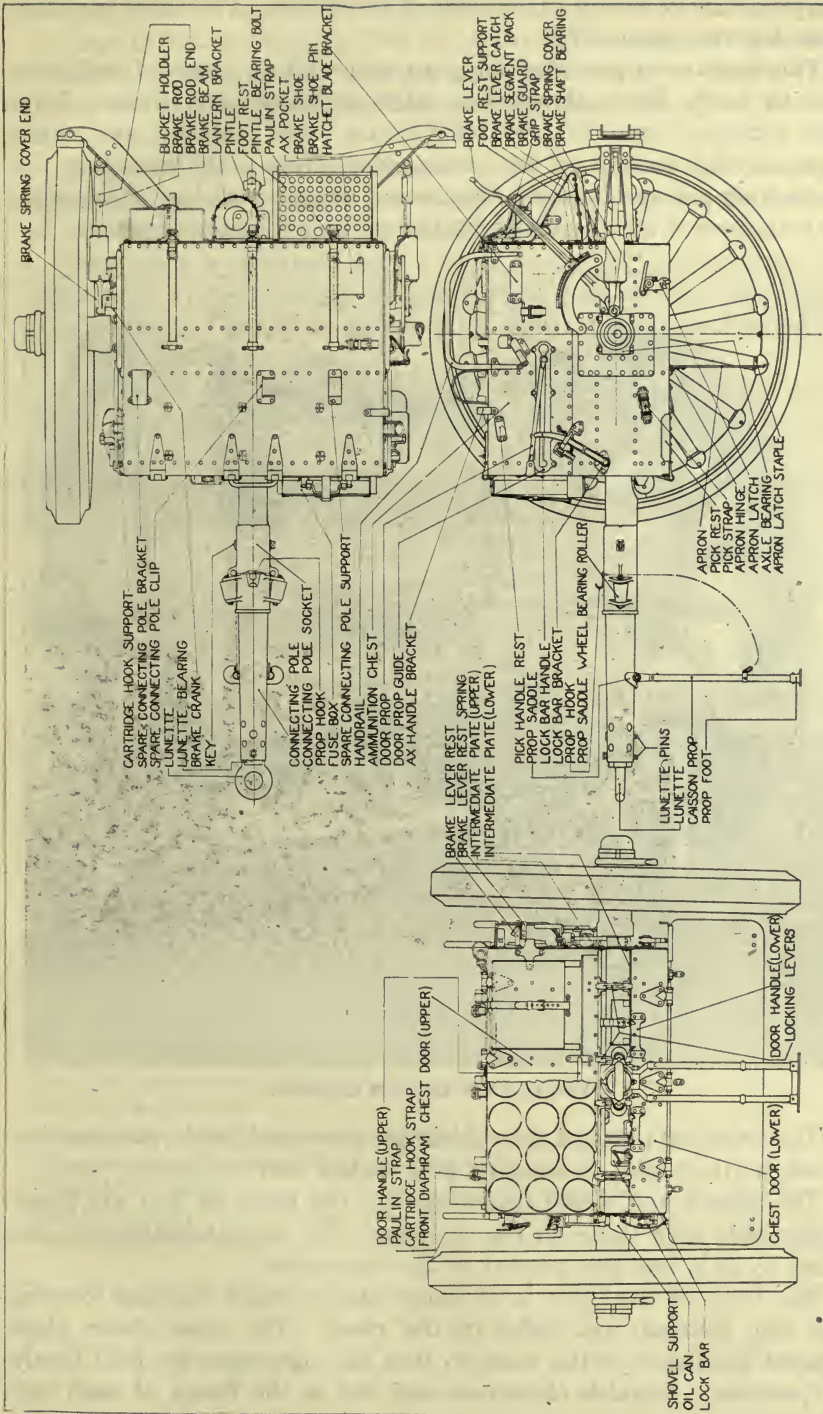 BRAKE SPRING COVER END
BUCKET HOLDLER
BRAKE ROD
BRAKE ROD END
BRAKE BEAM
LANTERN BRACKET
PINTLE
FOOT REST
PINTLE BEARING BOLT
PAULIN STRAP
AX POCKET
BRAKE SHOE
BRAKE SHOE PIN
HATCHET BLADE BRACKET
CARTRIDGE HOOK SUPPORT
SPARE CONNECTING POLE BRACKET
SPARE CONNECTING POLE CLIP
LUNETTE
LUNETTE BEARING
BRAKE CRANK
KEY
CONNECTING POLE
CONNECTING POLE SOCKET
PROP HOOK
FUSE BOX
SPARE CONNECTING POLE SUPPORT
HANDRAIL
AMMUNITION CHEST
DOOR PROP
DOOR PROP GUIDE
AX HANDLE BRACKET
BRAKE LEVER
FOOT REST SUPPORT
BRAKE LEVER CATCH
BRAKE SEGMENT RACK
BRAKE GUARD
GRIP STRAP
BRAKE SPRING COVER
BRAKE SHAFT BEARING
PICK HANDLE REST
PROP SADDLE
LOCK BAR HANDLE
LOCK BAR BRACKET
PROP HOOK
PROP SADDLE WHEEL BEARING ROLLER
APRON
PICK REST
PICK STRAP
APRON HINGE
APRON LATCH
AXLE BEARING
APRON LATCH STAPLE
LUNETTE PINS
LUNETTE
CAISSON PROP
PROP FOOT
BRAKE LEVER REST
BRAKE LEVER REST SPRING
INTERMEDIATE PLATE (UPPER)
INTERMEDIATE PLATE (LOWER)
DOOR HANDLE (UPPER)
PAULIN STRAP
CARTRIDGE HOOK STRAP
FRONT DIAPHRAM CHEST DOOR (UPPER)
DOOR HANDLE (LOWER)
LOCKING LEVERS
CHEST DOOR (LOWER)
SHOVEL SUPPORT
OIL CAN
LOCK BAR